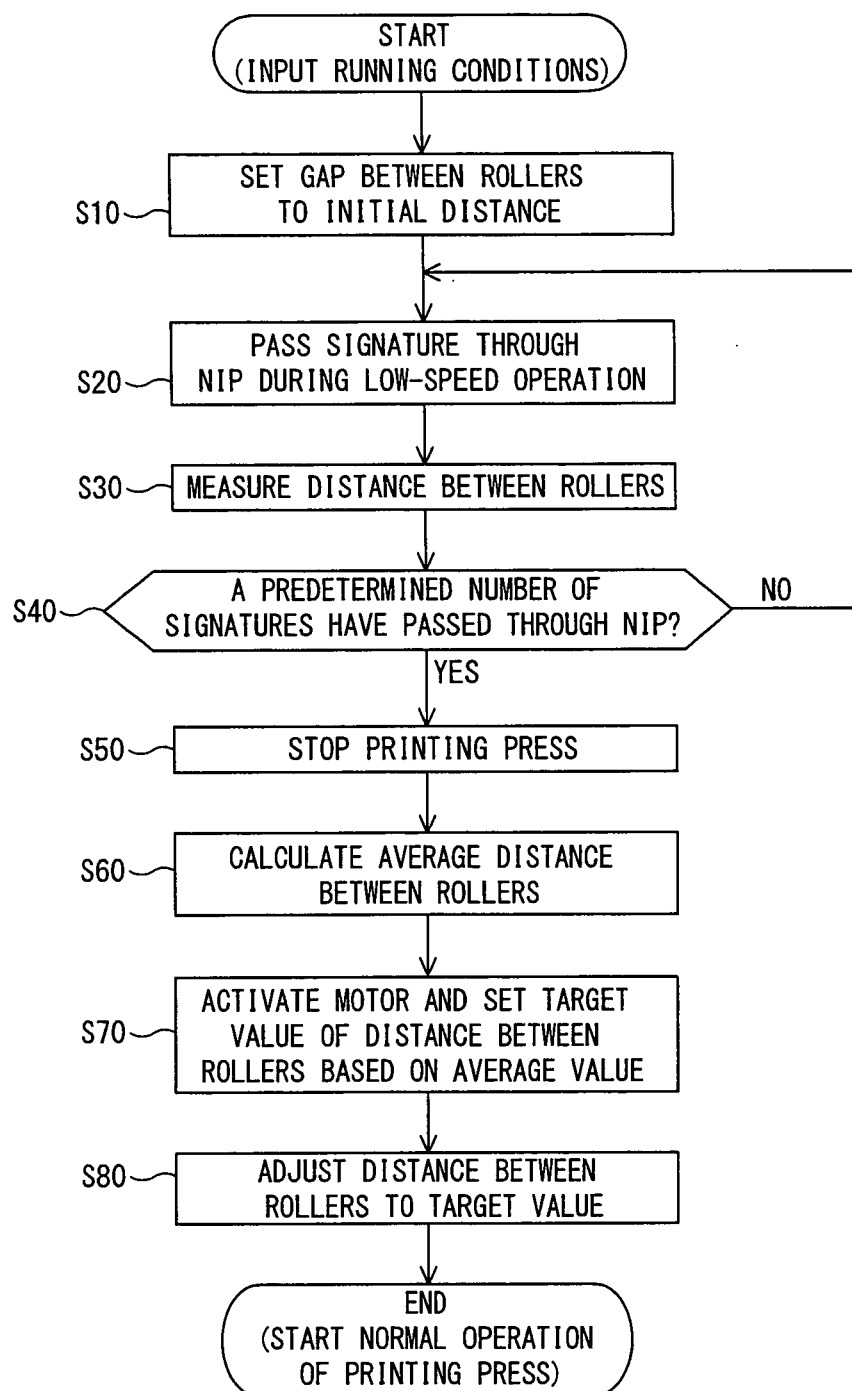 START
(INPUT RUNNING CONDITIONS)
SET GAP BETWEEN ROLLERS
TO INITIAL DISTANCE
S10
PASS SIGNATURE THROUGH
NIP DURING LOW-SPEED OPERATION
S20
S30
MEASURE DISTANCE BETWEEN ROLLERS
A PREDETERMINED NUMBER OF
SIGNATURES HAVE PASSED THROUGH NIP?
S40
NO
YES
S50
STOP PRINTING PRESS
CALCULATE AVERAGE DISTANCE
BETWEEN ROLLERS
S60
ACTIVATE MOTOR AND SET TARGET
VALUE OF DISTANCE BETWEEN
ROLLERS BASED ON AVERAGE VALUE
S70
ADJUST DISTANCE BETWEEN
ROLLERS TO TARGET VALUE
S80
END
(START NORMAL OPERATION
OF PRINTING PRESS)